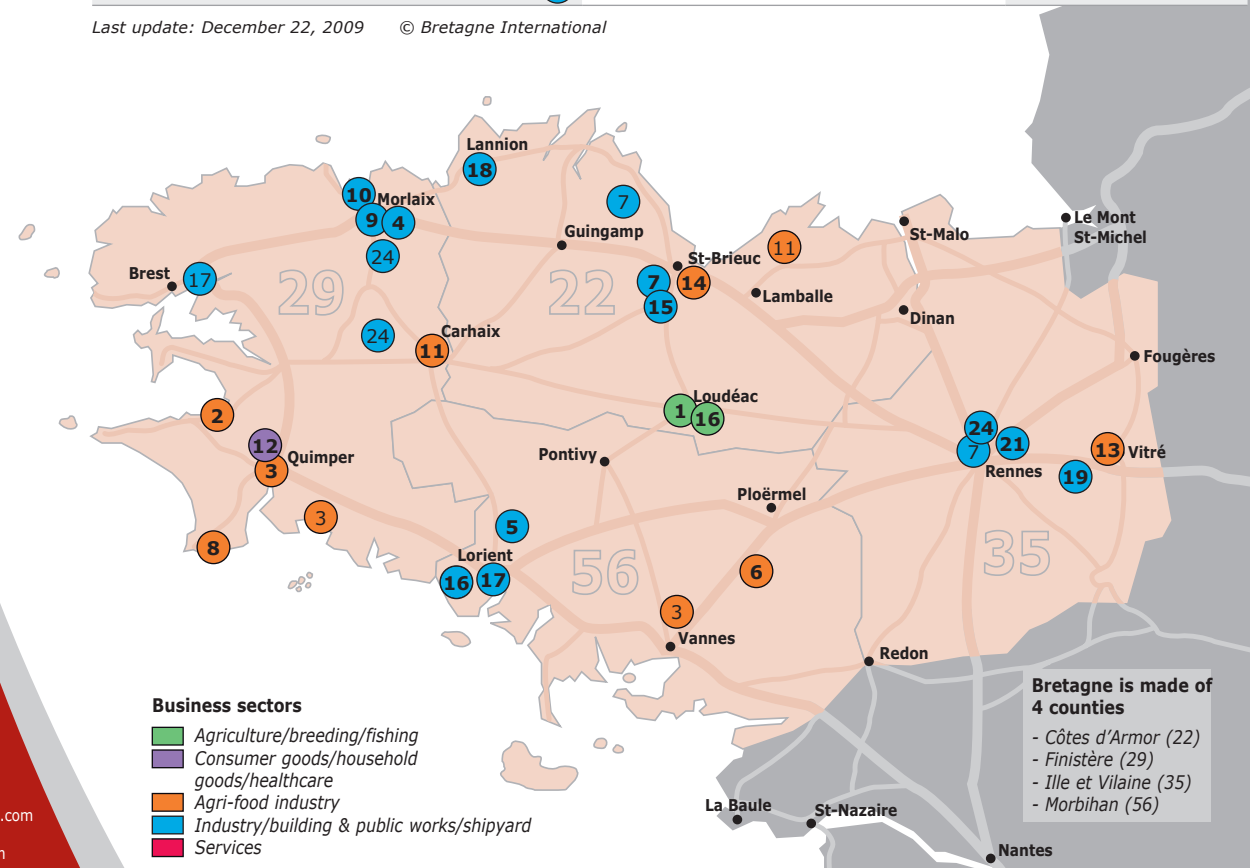 Last update: December 22, 2009 © Bretagne International
Lannion
18
10
Morlaix
9
4
7
Guingamp
24
St-Brieuc
11
St-Malo
Le Mont
St-Michel
Brest
17
29
22
7
14
15
Lamballe
Dinan
24
Carhaix
11
Fougères
2
Loudéac
1
16
12
3
Quimper
Pontivy
24
7
21
Rennes
13
Vitré
19
Ploërmel
3
8
5
Lorient
16
17
56
6
35
3
Vannes
Redon
Business sectors
Agriculture/breeding/fishing
Consumer goods/household
goods/healthcare
Agri-food industry
Industry/building & public works/shipyard
Services
Bretagne is made of
4 counties
- Côtes d'Armor (22)
- Finistère (29)
- Ille et Vilaine (35)
- Morbihan (56)
La Baule
St-Nazaire
Nantes
.com